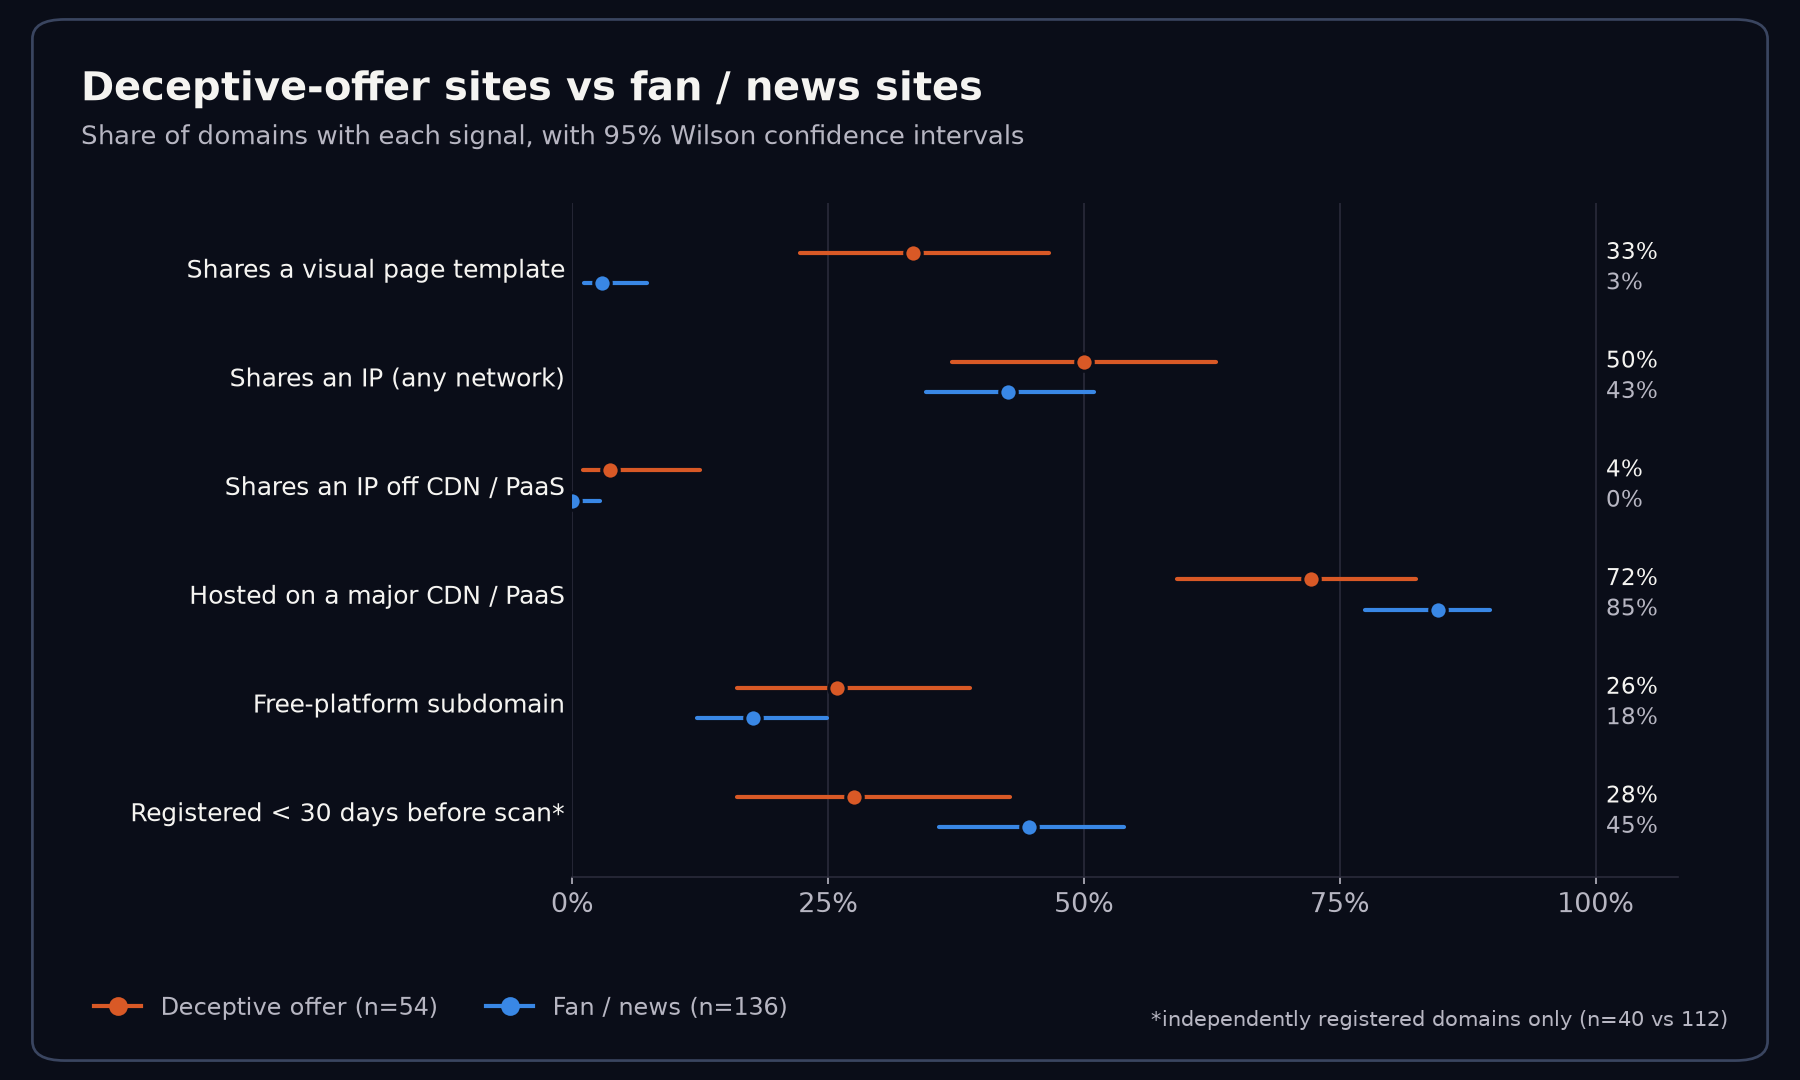 Deceptive-offer sites vs fan / news sites
Share of domains with each signal, with 95% Wilson confidence intervals
Shares a visual page template
33%
3%
Shares an IP (any network)
50%
43%
Shares an IP off CDN / PaaS
4%
0%
Hosted on a major CDN / PaaS
72%
85%
Free-platform subdomain
26%
18%
Registered < 30 days before scan*
28%
45%
0% 25% 50% 75% 100%
Deceptive offer (n=54) Fan / news (n=136)
*independently registered domains only (n=40 vs 112)